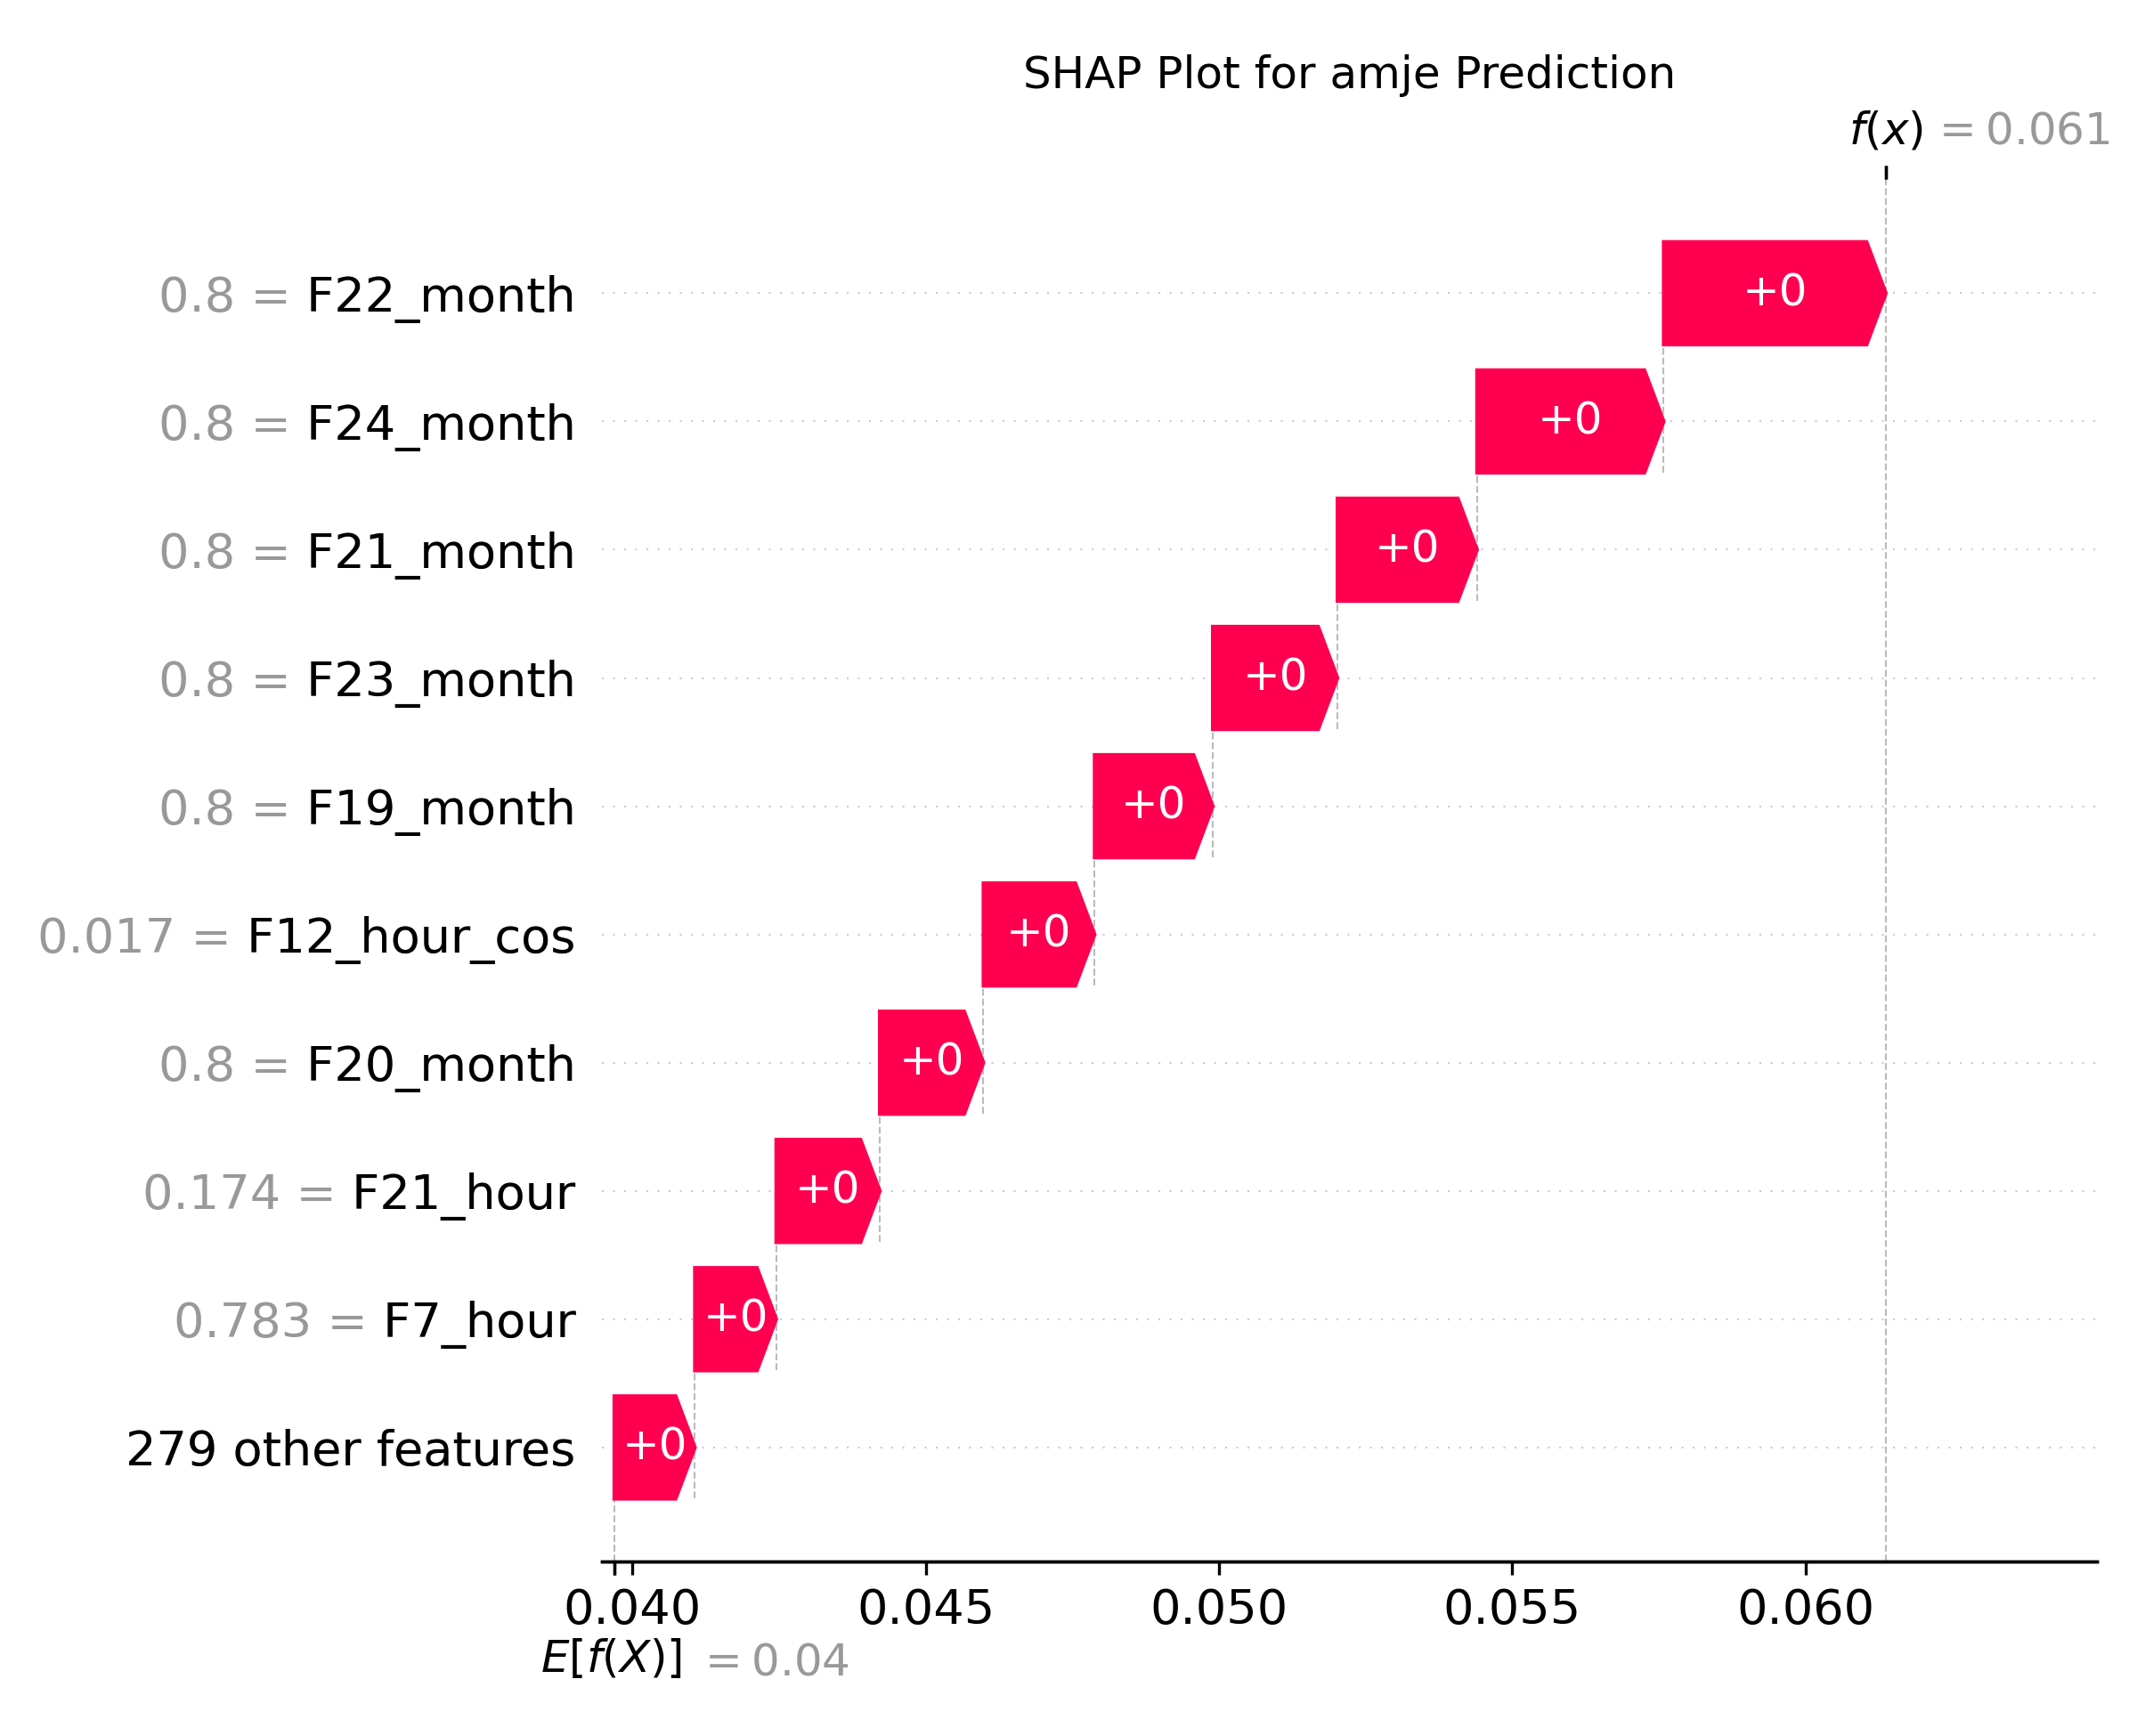 SHAP Plot for amje Prediction
f(x) = 0.061
0.8 = F22_month +0
0.8 = F24_month +0
0.8 = F21_month +0
0.8 = F23_month +0
0.8 = F19_month +0
0.017 = F12_hour_cos +0
0.8 = F20_month +0
0.174 = F21_hour +0
0.783 = F7_hour +0
279 other features +0
0.040 0.045 0.050 0.055 0.060
E[f(X)] = 0.04